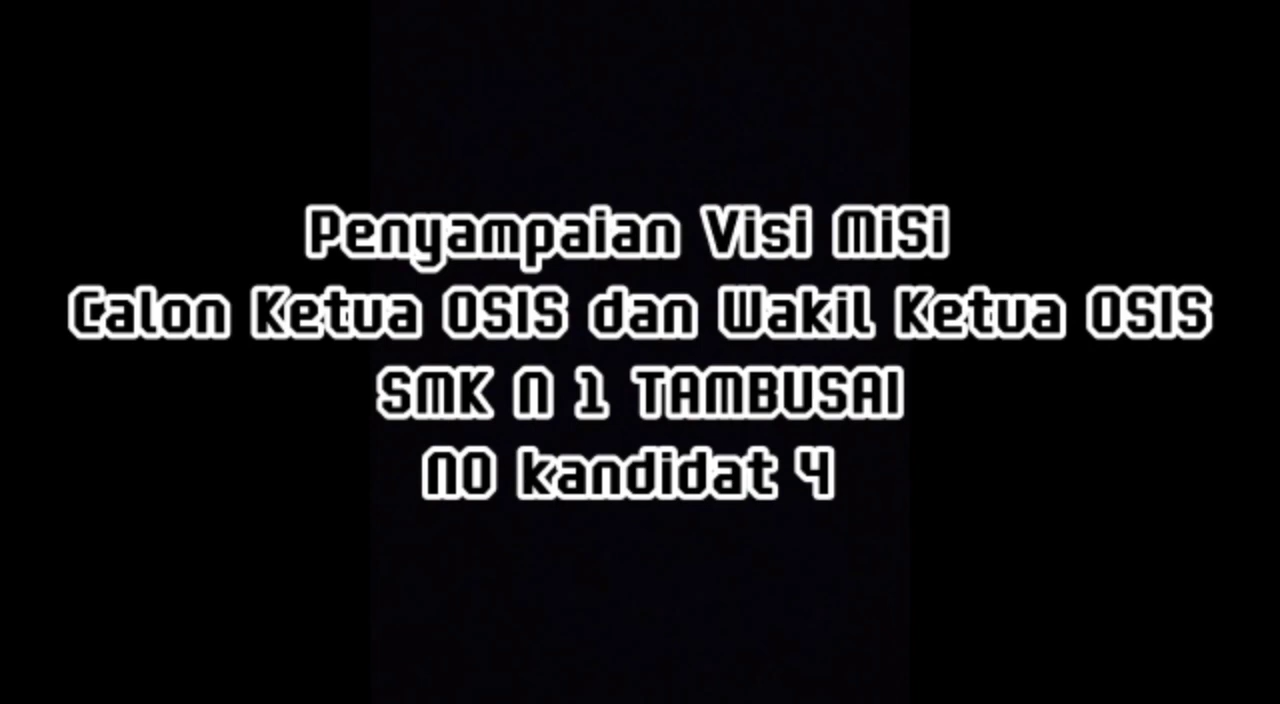 Penyampaian Visi MiSi
Calon Ketua OSIS dan Wakil Ketua OSIS
SMK N 1 TAMBUSAI
NO kandidat 4